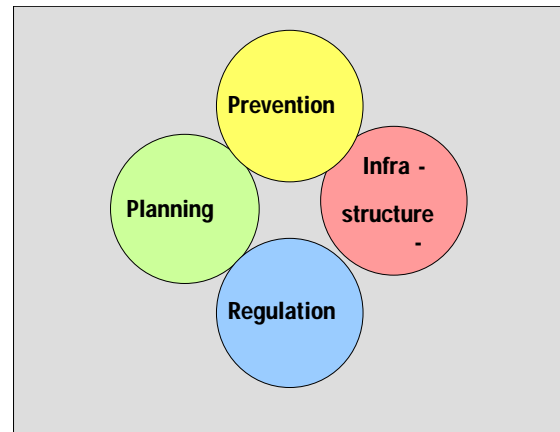 Prevention
Infra -
structure
-
Planning
Regulation